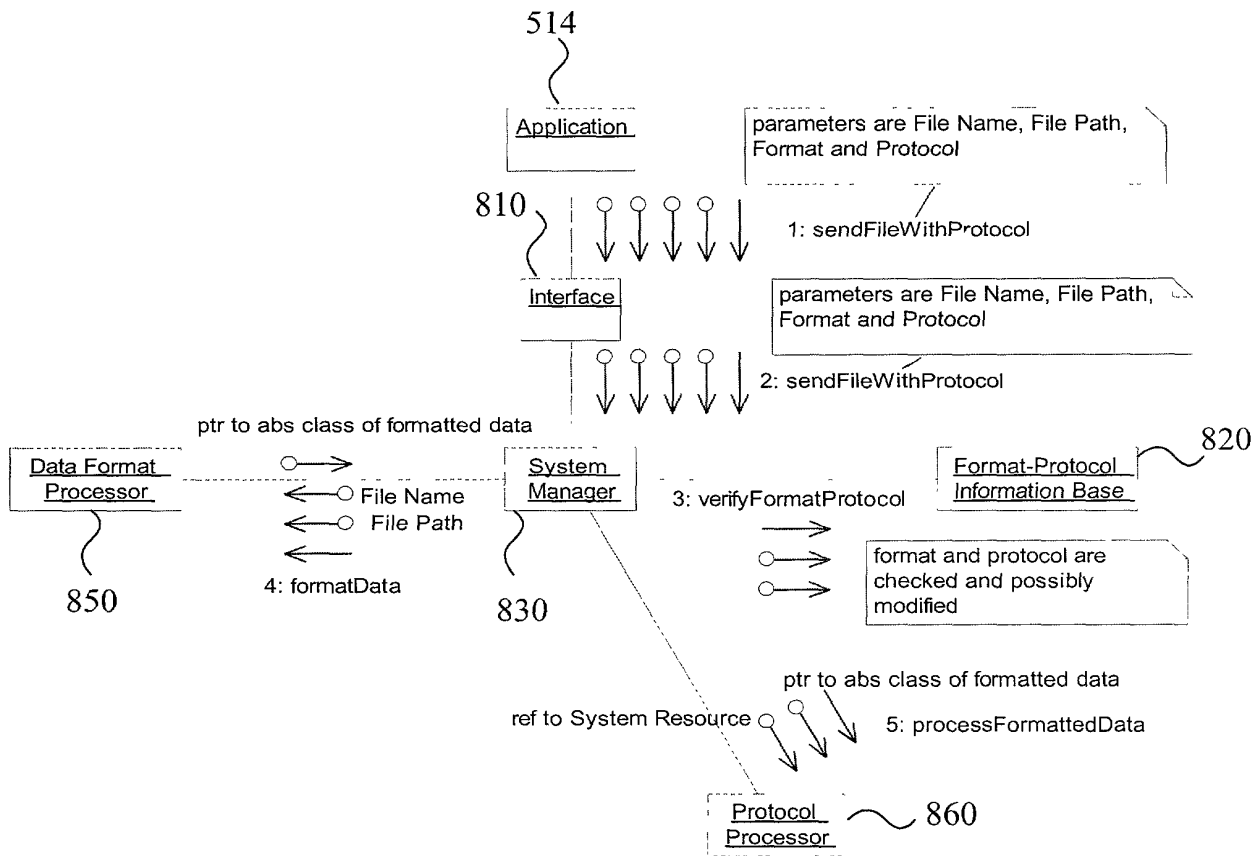 514
Application
parameters are File Name, File Path,
Format and Protocol
810
1: sendFileWithProtocol
Interface
parameters are File Name, File Path,
Format and Protocol
2: sendFileWithProtocol
ptr to abs class of formatted data
820
Data Format
Processor
System
Manager
Format-Protocol
Information Base
File Name
File Path
3: verifyFormatProtocol
format and protocol are
checked and possibly
modified
4: formatData
850
830
ptr to abs class of formatted data
ref to System Resource
5: processFormattedData
Protocol
Processor
860